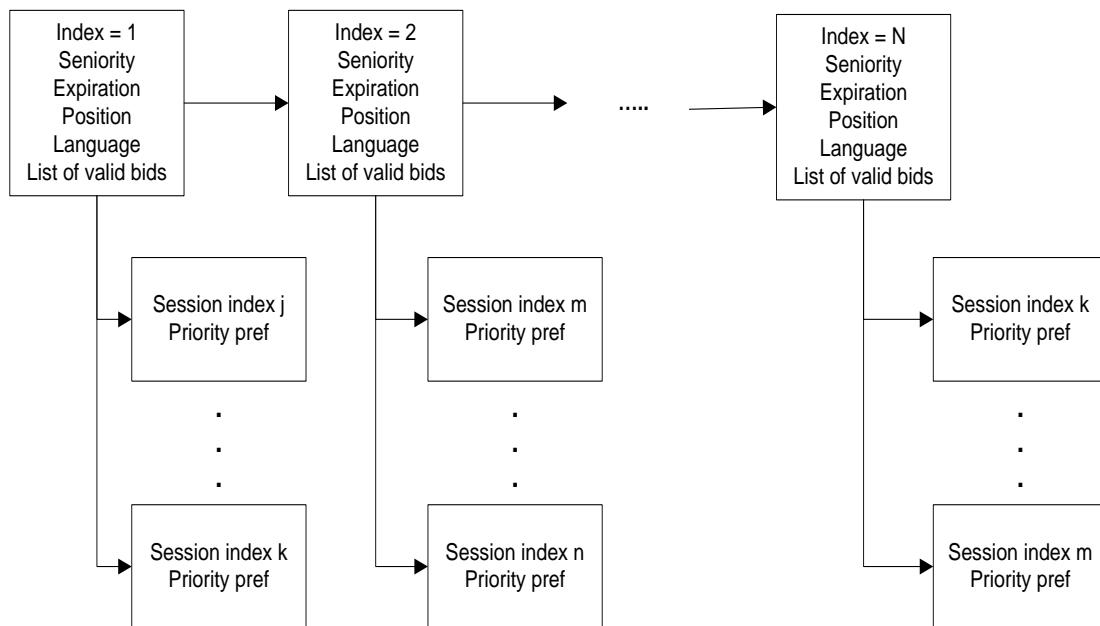 Index = 1
Seniority
Expiration
Position
Language
List of valid bids
Index = 2
Seniority
Expiration
Position
Language
List of valid bids
.....
Index = N
Seniority
Expiration
Position
Language
List of valid bids
Session index j
Priority pref
Session index m
Priority pref
Session index k
Priority pref
.
.
.
.
.
.
.
.
.
Session index k
Priority pref
Session index n
Priority pref
Session index m
Priority pref